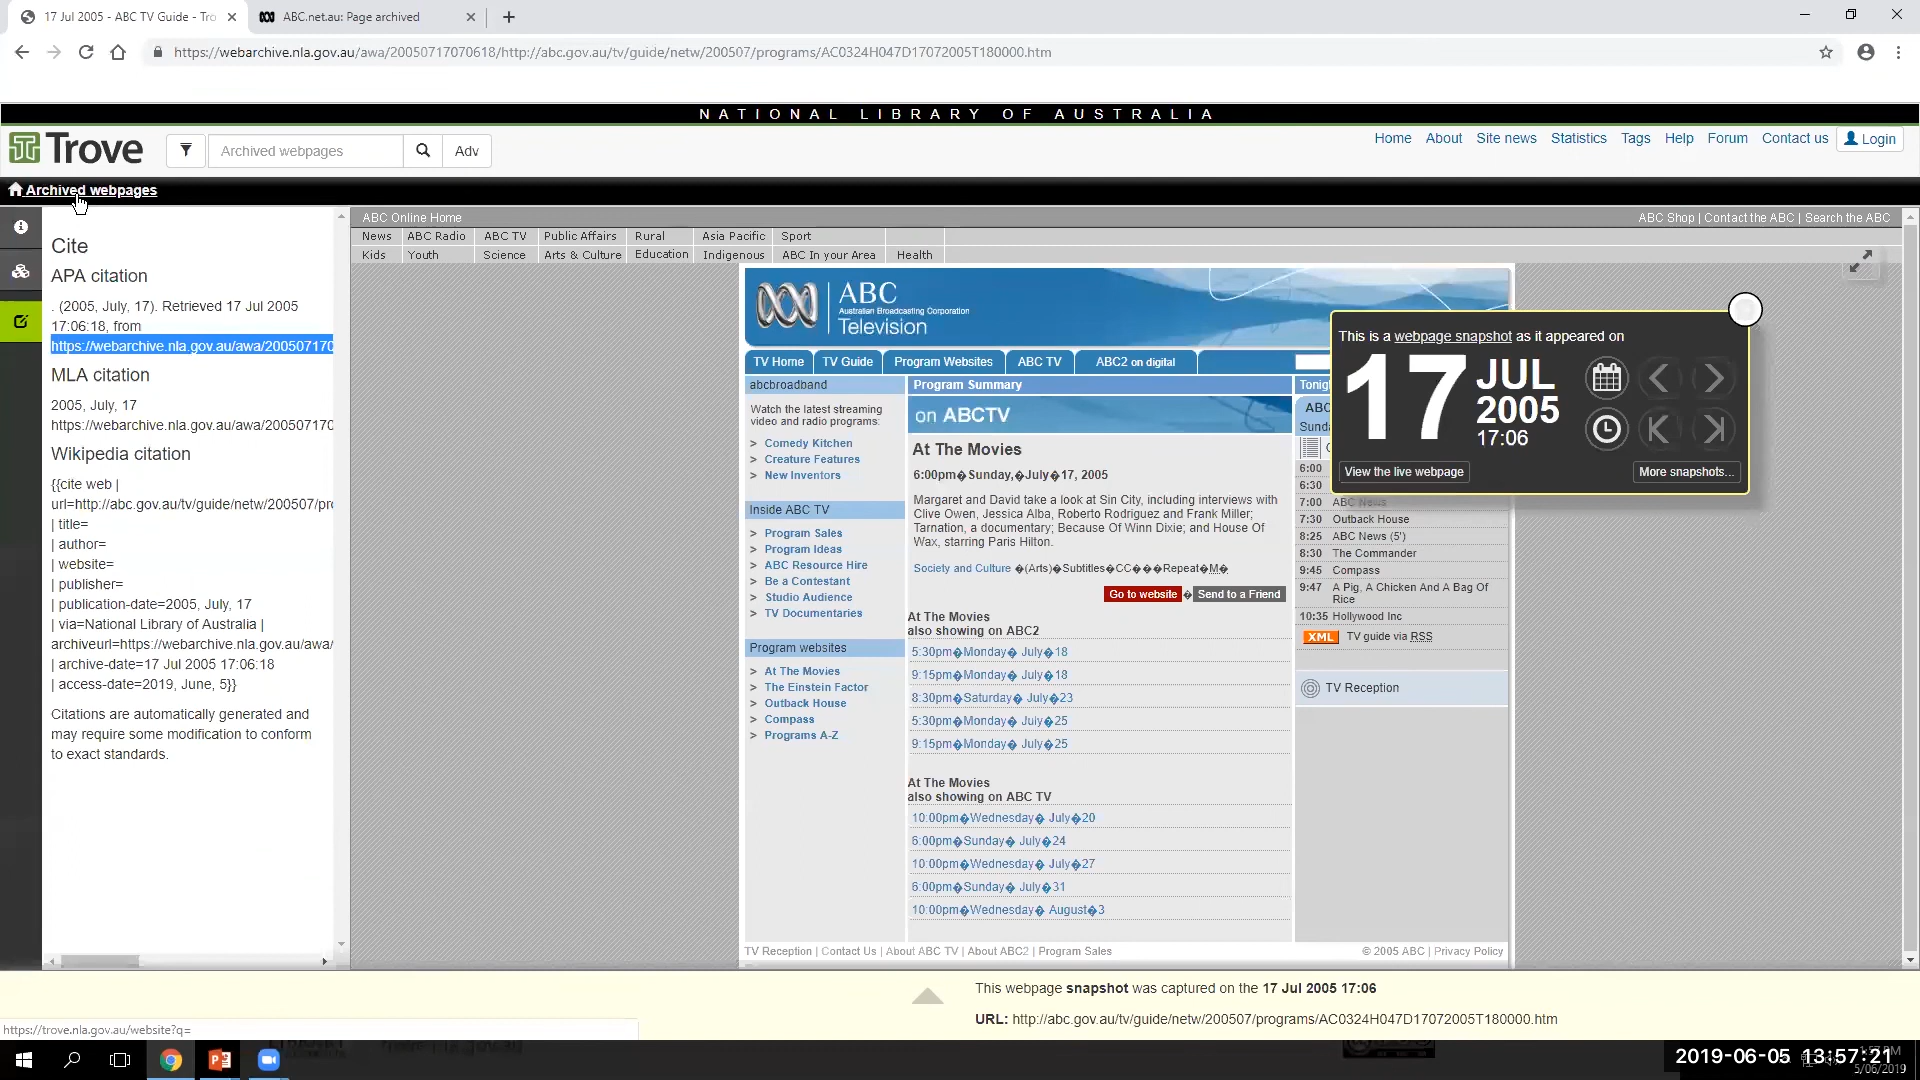 17 Jul 2005 - ABC TV Guide - Tro
ABC.net.au: Page archived
https://webarchive.nla.gov.au/awa/20050717070618/http://abc.gov.au/tv/guide/netw/200507/programs/AC0324H047D17072005T180000.htm
NATIONAL LIBRARY OF AUSTRALIA
Trove
Archived webpages
Adv
Home About Site news Statistics Tags Help Forum Contact us Login
Archived webpages
Cite
APA citation
. (2005, July, 17). Retrieved 17 Jul 2005
17:06:18, from
https://webarchive.nla.gov.au/awa/200507170
MLA citation
2005, July, 17
https://webarchive.nla.gov.au/awa/200507170
Wikipedia citation
{{cite web |
url=http://abc.gov.au/tv/guide/netw/200507/pro
| title=
| author=
| website=
| publisher=
| publication-date=2005, July, 17
| via=National Library of Australia |
archiveurl=https://webarchive.nla.gov.au/awa/
| archive-date=17 Jul 2005 17:06:18
| access-date=2019, June, 5}}
Citations are automatically generated and
may require some modification to conform
to exact standards.
ABC Online Home
ABC Shop | Contact the ABC | Search the ABC
News ABC Radio ABC TV Public Affairs Rural Asia Pacific Sport
Kids Youth Science Arts & Culture Education Indigenous ABC In your Area Health
ABC
Australian Broadcasting Corporation
Television
TV Home TV Guide Program Websites ABC TV ABC2 on digital
abcbroadband
Watch the latest streaming
video and radio programs:
> Comedy Kitchen
> Creature Features
> New Inventors
Inside ABC TV
> Program Sales
> Program Ideas
> ABC Resource Hire
> Be a Contestant
> Studio Audience
> TV Documentaries
Program websites
> At The Movies
> The Einstein Factor
> Outback House
> Compass
> Programs A-Z
Program Summary
on ABCTV
At The Movies
6:00pm�Sunday,�July�17, 2005
Margaret and David take a look at Sin City, including interviews with
Clive Owen, Jessica Alba, Roberto Rodriguez and Frank Miller;
Tarnation, a documentary; Because Of Winn Dixie; and House Of
Wax, starring Paris Hilton.
Society and Culture �(Arts)�Subtitles�CC���Repeat�M�
Go to website � Send to a Friend
At The Movies
also showing on ABC2
5:30pm�Monday� July�18
9:15pm�Monday� July�18
8:30pm�Saturday� July�23
5:30pm�Monday� July�25
9:15pm�Monday� July�25
At The Movies
also showing on ABC TV
10:00pm�Wednesday� July�20
6:00pm�Sunday� July�24
10:00pm�Wednesday� July�27
6:00pm�Sunday� July�31
10:00pm�Wednesday� August�3
Tonig
ABC
Sunda
6:00
6:30
7:00 ABC News
7:30 Outback House
8:25 ABC News (5')
8:30 The Commander
9:45 Compass
9:47 A Pig, A Chicken And A Bag Of
Rice
10:35 Hollywood Inc
XML TV guide via RSS
TV Reception
This is a webpage snapshot as it appeared on
17 JUL
2005
17:06
View the live webpage
More snapshots...
TV Reception | Contact Us | About ABC TV | About ABC2 | Program Sales
© 2005 ABC | Privacy Policy
This webpage snapshot was captured on the 17 Jul 2005 17:06
URL: http://abc.gov.au/tv/guide/netw/200507/programs/AC0324H047D17072005T180000.htm
https://trove.nla.gov.au/website?q=
2019-06-05 13:57:21
5/06/2019